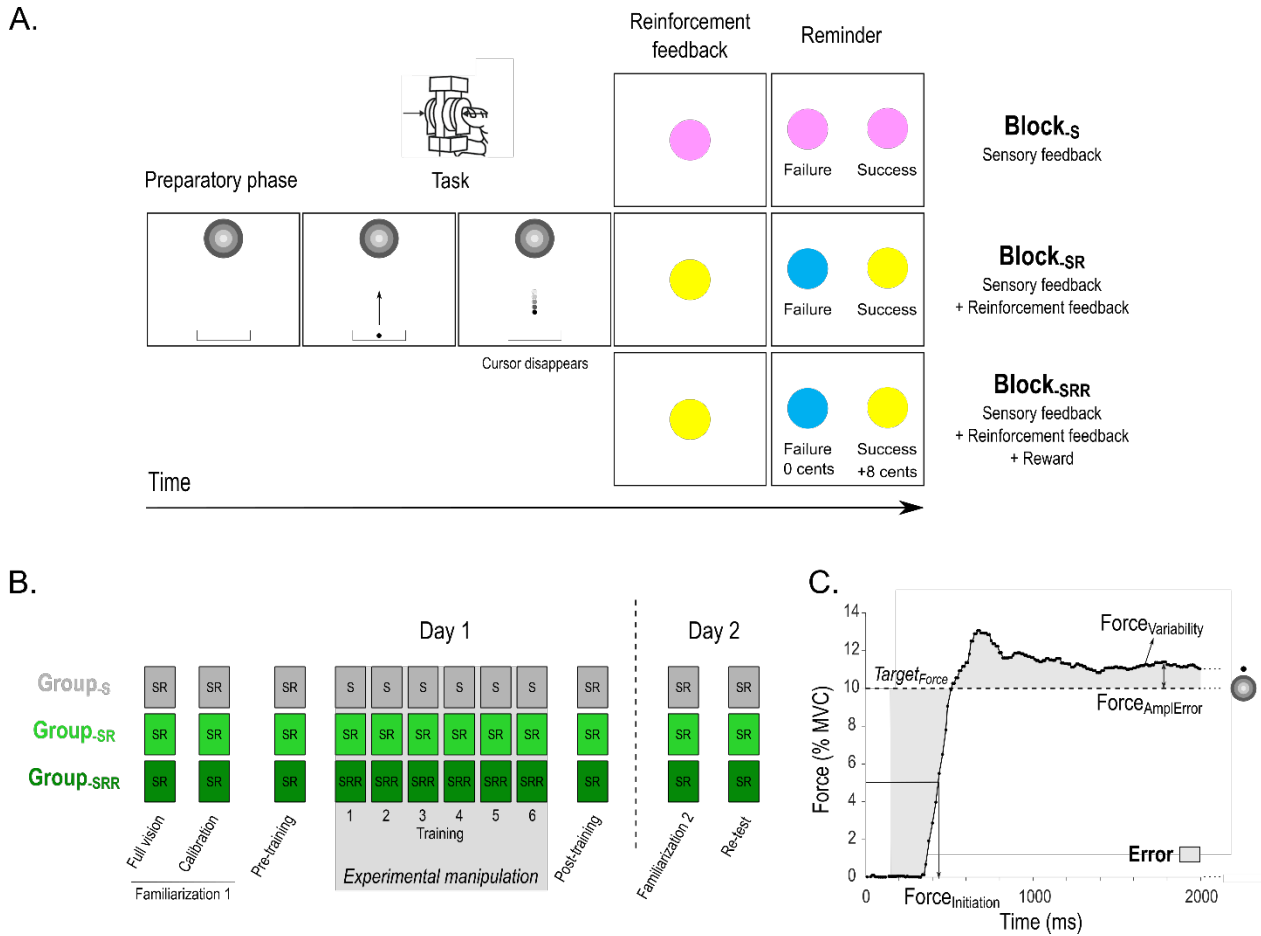 A.
Reinforcement
feedback
Reminder
Preparatory phase
Task
Failure
Success
Block-S
Sensory feedback
Failure
Success
Block-SR
Sensory feedback
+ Reinforcement feedback
Cursor disappears
Failure
0 cents
Success
+8 cents
Block-SRR
Sensory feedback
+ Reinforcement feedback
+ Reward
Time
B.
Day 1
Day 2
Group-S
SR SR SR S S S S S S SR SR SR
Group-SR
SR SR SR SR SR SR SR SR SR SR SR SR
Group-SRR
SR SR SR SRR SRR SRR SRR SRR SRR SR SR SR
1 2 3 4 5 6
Training
Experimental manipulation
Full vision
Calibration
Familiarization 1
Pre-training
Post-training
Familiarization 2
Re-test
C.
Force (% MVC)
14
12
10
8
6
4
2
0
TargetForce
ForceVariability
ForceAmplError
Error
0 1000 2000
ForceInitiation
Time (ms)